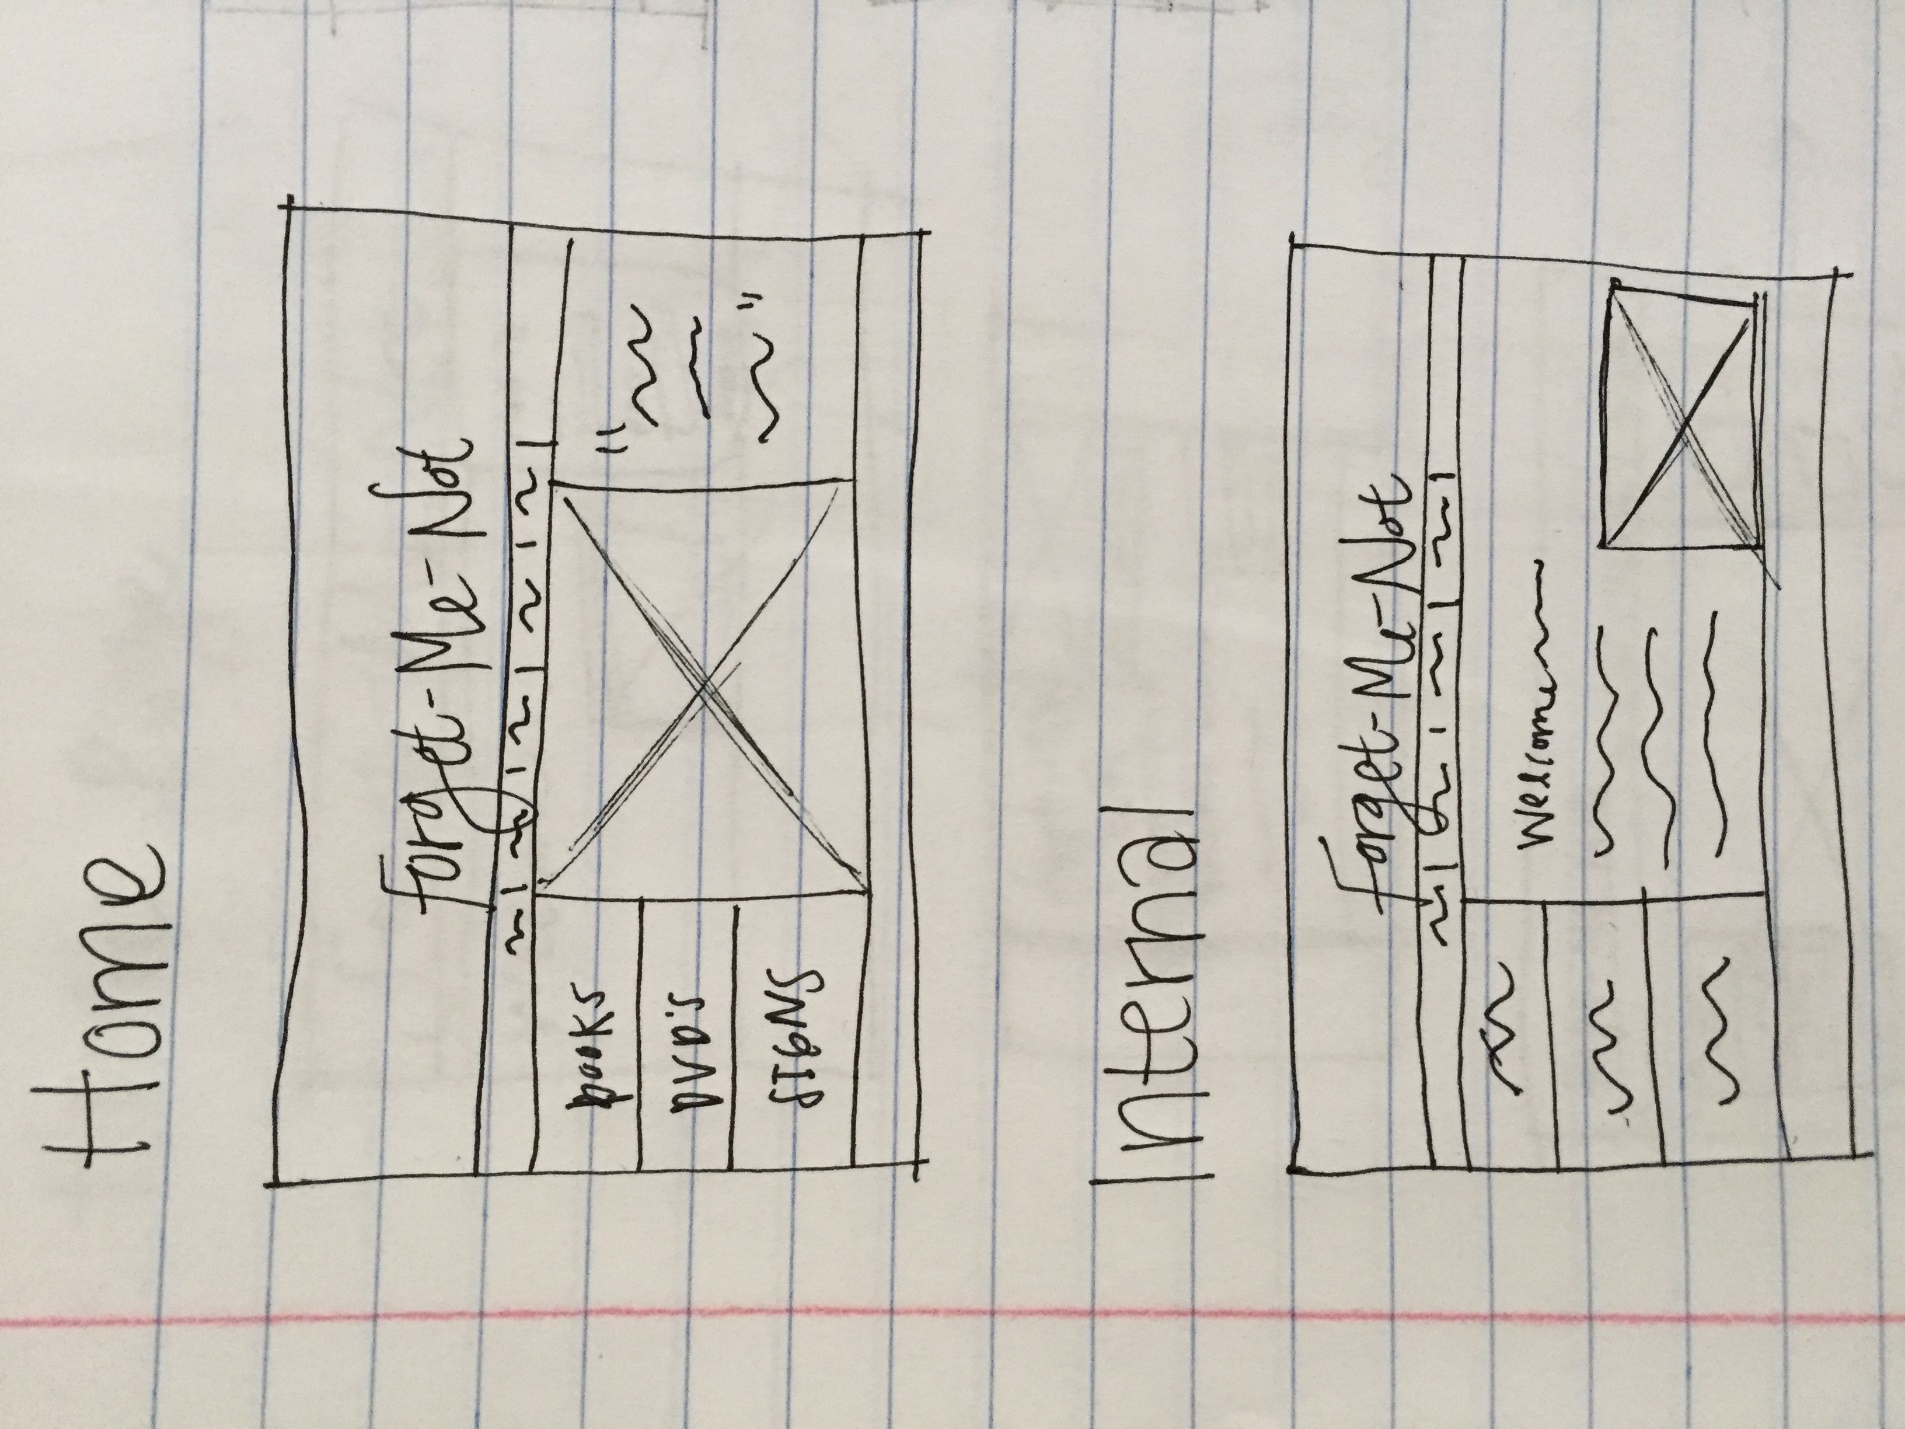 Home
Forget-Me-Not
books
DVD's
SIGNS
Internal
Forget-Me-Not
Welcome